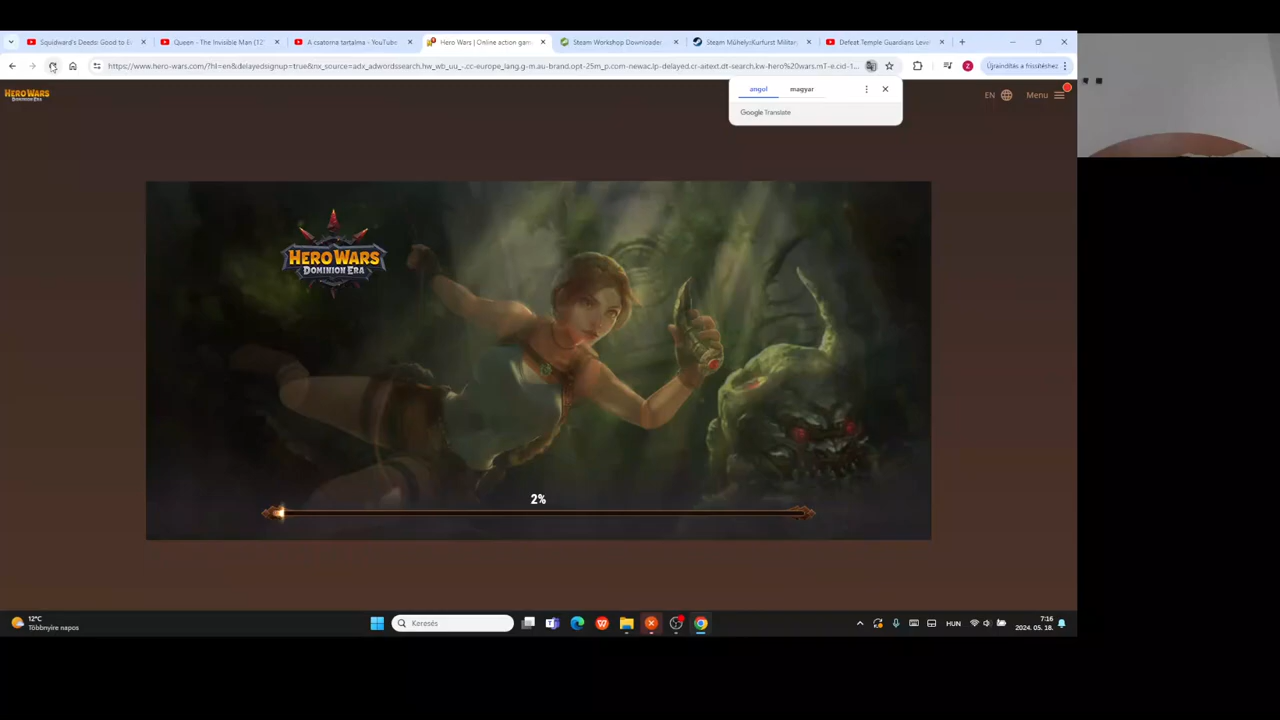 Squidward's Deeds: Good to E
Queen - The Invisible Man (12"
A csatorna tartalma - YouTube
Hero Wars | Online action gam
Steam Workshop Downloader
Steam Műhely::Kurfurst Militar
Defeat Temple Guardians Leve
https://www.hero-wars.com/?hl=en&delayedsignup=true&nx_source=adx_adwordssearch.hw_wb_uu_-.cc-europe_lang.g-m.au-brand.opt-25m_p.com-newac.lp-delayed.cr-aitext.dt-search.kw-hero%20wars.mT-e.cid-1...
Z
Újraindítás a frissítéshez
HERO WARS
DOMINION ERA
angol
magyar
Google Translate
EN
Menu
HERO WARS
DOMINION ERA
2%
12°C
Többnyire napos
Keresés
HUN
7:16
2024. 05. 18.